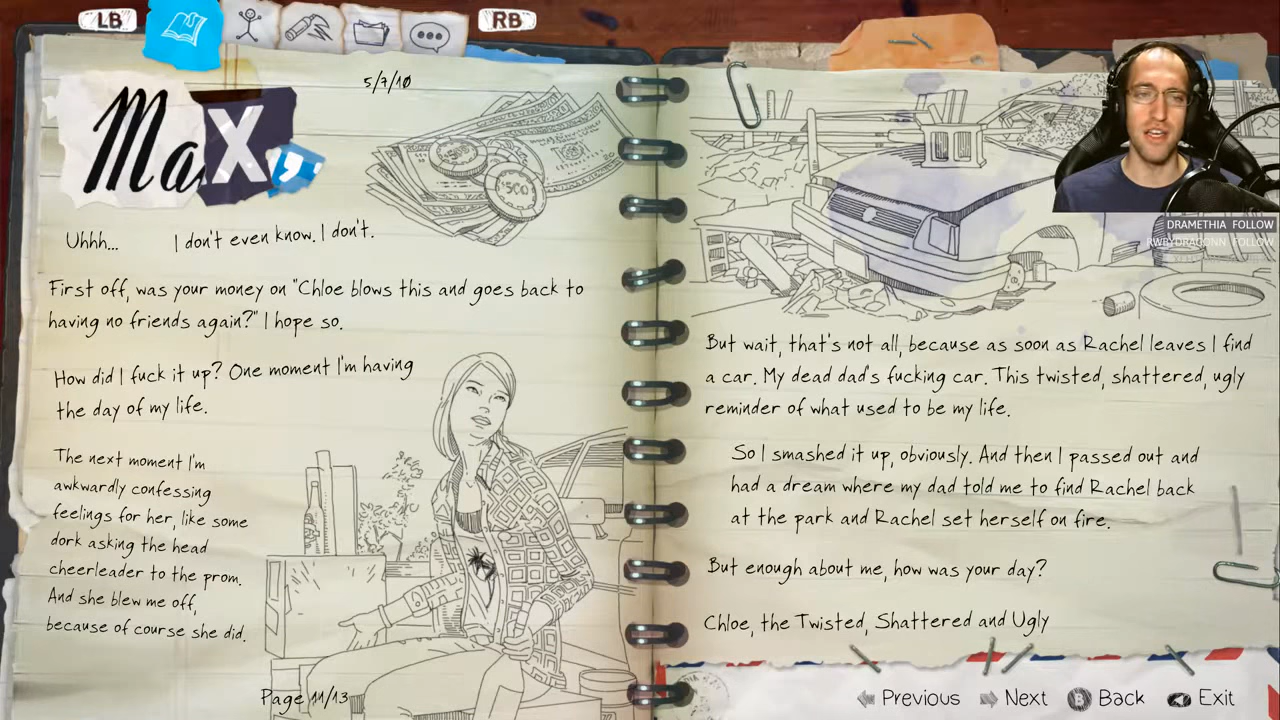 LB
RB
5/7/10
Max,
$500
Uhhh... I don't even know. I don't.
First off, was your money on "Chloe blows this and goes back to
having no friends again?" I hope so.
How did I fuck it up? One moment I'm having
the day of my life.
The next moment I'm
awkwardly confessing
feelings for her, like some
dork asking the head
cheerleader to the prom.
And she blew me off,
because of course she did.
Page 11/13
DRAMETHIA FOLLOW
RWBYDRAGONN FOLLOW
But wait, that's not all, because as soon as Rachel leaves I find
a car. My dead dad's fucking car. This twisted, shattered, ugly
reminder of what used to be my life.
So I smashed it up, obviously. And then I passed out and
had a dream where my dad told me to find Rachel back
at the park and Rachel set herself on fire.
But enough about me, how was your day?
Chloe, the Twisted, Shattered and Ugly
Previous
Next
B Back
Exit